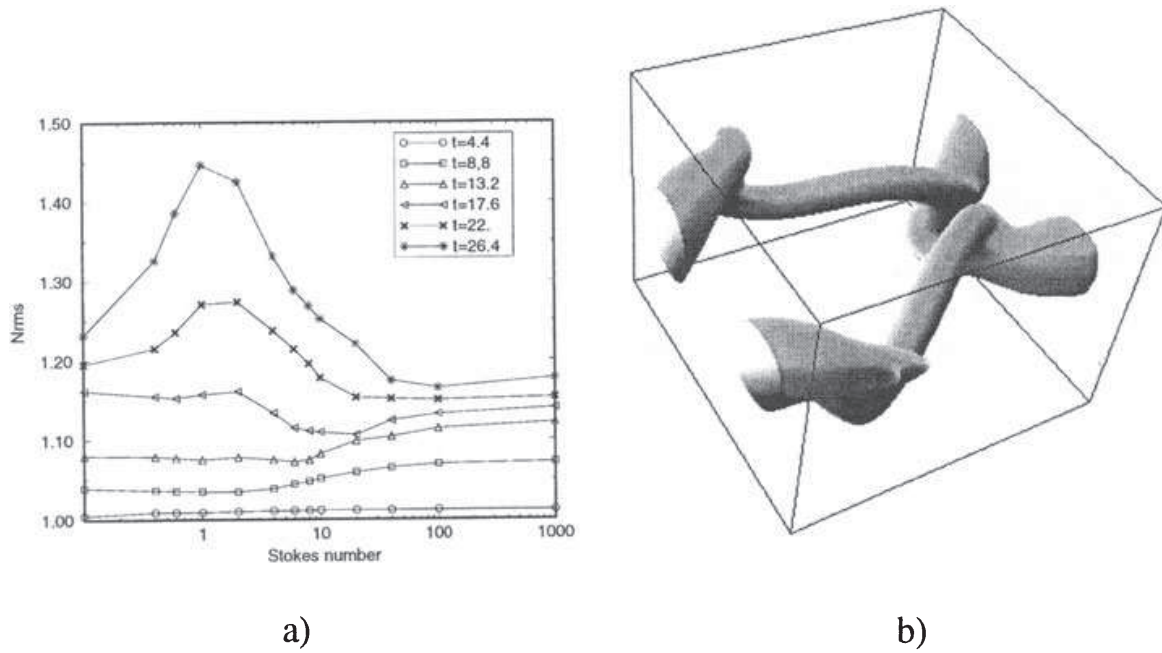 1.50
1.40
1.30
1.20
1.10
1.00
Nrms
t=4.4
t=8,8
t=13.2
t=17.6
t=22.
t=26.4
1 10 100 1000
Stokes number
a) b)